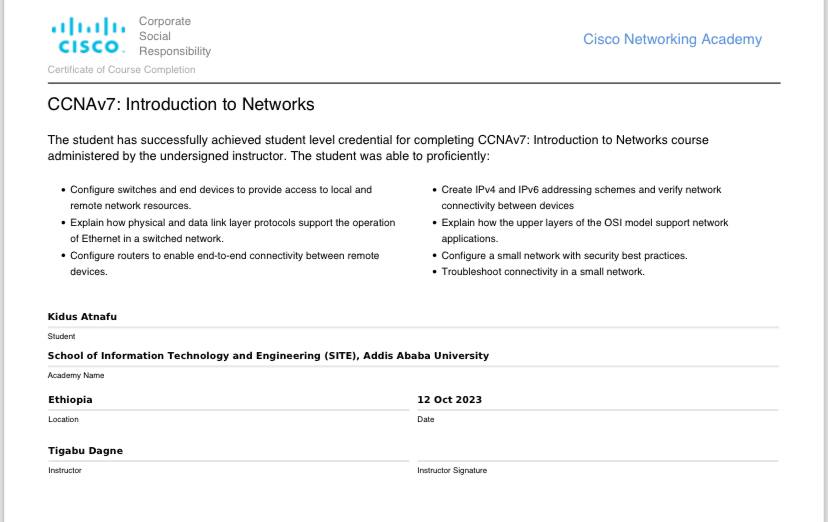 CISCO
Corporate
Social
Responsibility
Cisco Networking Academy
Certificate of Course Completion
CCNAv7: Introduction to Networks
The student has successfully achieved student level credential for completing CCNAv7: Introduction to Networks course
administered by the undersigned instructor. The student was able to proficiently:
• Configure switches and end devices to provide access to local and
remote network resources.
• Explain how physical and data link layer protocols support the operation
of Ethernet in a switched network.
• Configure routers to enable end-to-end connectivity between remote
devices.
• Create IPv4 and IPv6 addressing schemes and verify network
connectivity between devices
• Explain how the upper layers of the OSI model support network
applications.
• Configure a small network with security best practices.
• Troubleshoot connectivity in a small network.
Kidus Atnafu
Student
School of Information Technology and Engineering (SITE), Addis Ababa University
Academy Name
Ethiopia
Location
12 Oct 2023
Date
Tigabu Dagne
Instructor
Instructor Signature